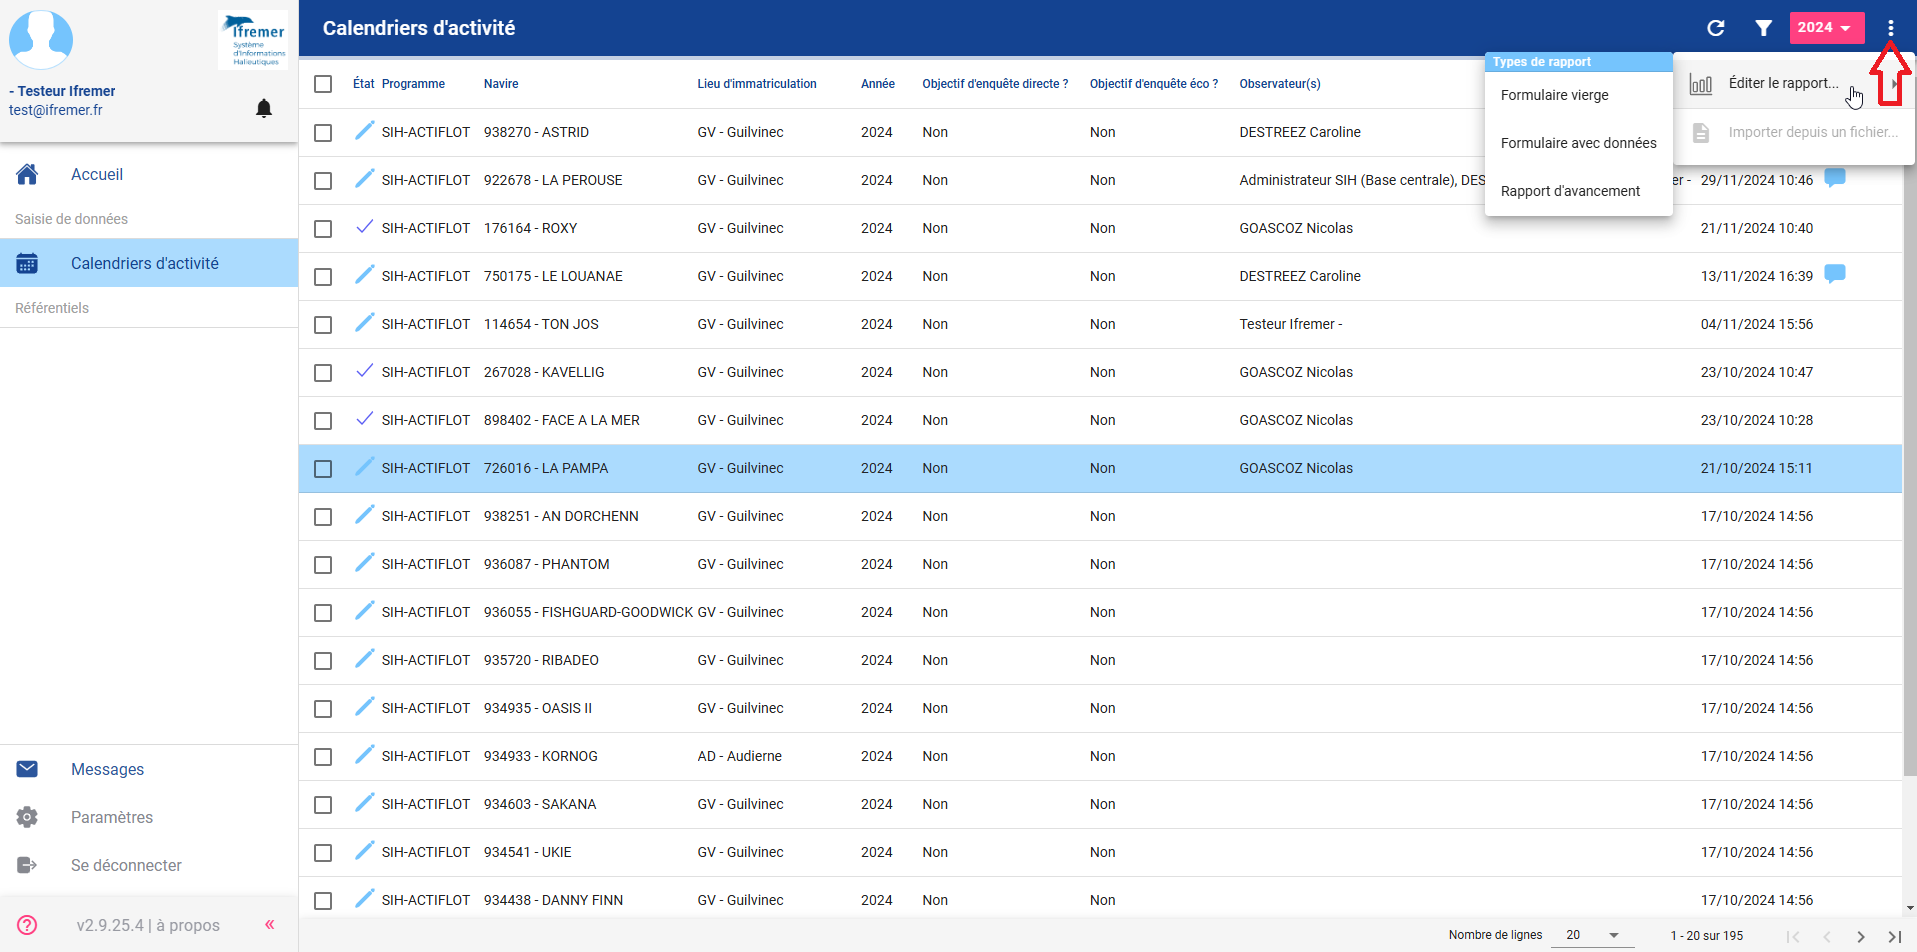 Ifremer
Système
d'Informations
Halieutiques
- Testeur Ifremer
test@ifremer.fr
Accueil
Saisie de données
Calendriers d'activité
Référentiels
Messages
Paramètres
Se déconnecter
v2.9.25.4 | à propos
Calendriers d'activité
2024
Types de rapport
Formulaire vierge
Formulaire avec données
Rapport d'avancement
Éditer le rapport...
Importer depuis un fichier...
État Programme Navire Lieu d'immatriculation Année Objectif d'enquête directe ? Objectif d'enquête éco ? Observateur(s)
SIH-ACTIFLOT 938270 - ASTRID GV - Guilvinec 2024 Non Non DESTREEZ Caroline
SIH-ACTIFLOT 922678 - LA PEROUSE GV - Guilvinec 2024 Non Non Administrateur SIH (Base centrale), DES er - 29/11/2024 10:46
SIH-ACTIFLOT 176164 - ROXY GV - Guilvinec 2024 Non Non GOASCOZ Nicolas 21/11/2024 10:40
SIH-ACTIFLOT 750175 - LE LOUANAE GV - Guilvinec 2024 Non Non DESTREEZ Caroline 13/11/2024 16:39
SIH-ACTIFLOT 114654 - TON JOS GV - Guilvinec 2024 Non Non Testeur Ifremer - 04/11/2024 15:56
SIH-ACTIFLOT 267028 - KAVELLIG GV - Guilvinec 2024 Non Non GOASCOZ Nicolas 23/10/2024 10:47
SIH-ACTIFLOT 898402 - FACE A LA MER GV - Guilvinec 2024 Non Non GOASCOZ Nicolas 23/10/2024 10:28
SIH-ACTIFLOT 726016 - LA PAMPA GV - Guilvinec 2024 Non Non GOASCOZ Nicolas 21/10/2024 15:11
SIH-ACTIFLOT 938251 - AN DORCHENN GV - Guilvinec 2024 Non Non 17/10/2024 14:56
SIH-ACTIFLOT 936087 - PHANTOM GV - Guilvinec 2024 Non Non 17/10/2024 14:56
SIH-ACTIFLOT 936055 - FISHGUARD-GOODWICK GV - Guilvinec 2024 Non Non 17/10/2024 14:56
SIH-ACTIFLOT 935720 - RIBADEO GV - Guilvinec 2024 Non Non 17/10/2024 14:56
SIH-ACTIFLOT 934935 - OASIS II GV - Guilvinec 2024 Non Non 17/10/2024 14:56
SIH-ACTIFLOT 934933 - KORNOG AD - Audierne 2024 Non Non 17/10/2024 14:56
SIH-ACTIFLOT 934603 - SAKANA GV - Guilvinec 2024 Non Non 17/10/2024 14:56
SIH-ACTIFLOT 934541 - UKIE GV - Guilvinec 2024 Non Non 17/10/2024 14:56
SIH-ACTIFLOT 934438 - DANNY FINN GV - Guilvinec 2024 Non Non 17/10/2024 14:56
Nombre de lignes 20 1 - 20 sur 195